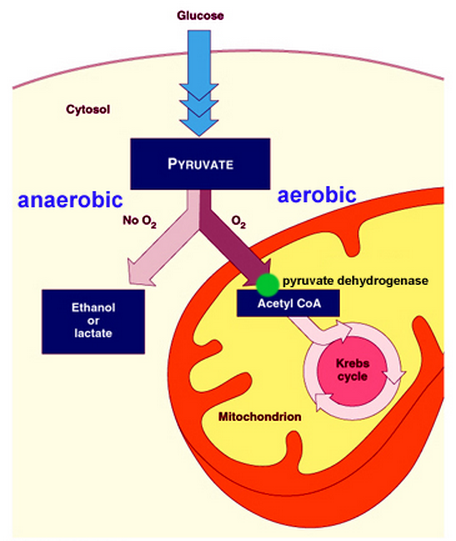 Glucose
Cytosol
PYRUVATE
anaerobic
aerobic
No O₂
O₂
pyruvate dehydrogenase
Acetyl CoA
Ethanol
or
lactate
Krebs
cycle
Mitochondrion